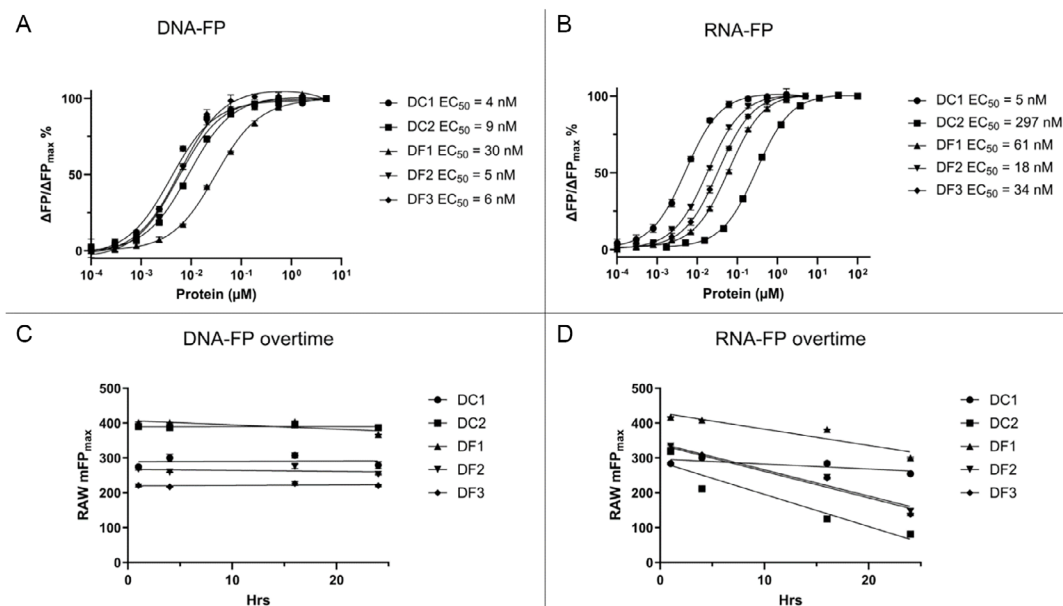 A
DNA-FP
ΔFP/ΔFPmax %
100
50
0
10-4
10-3
10-2
10-1
100
101
Protein (µM)
DC1 EC50 = 4 nM
DC2 EC50 = 9 nM
DF1 EC50 = 30 nM
DF2 EC50 = 5 nM
DF3 EC50 = 6 nM
B
RNA-FP
ΔFP/ΔFPmax %
100
50
0
10-4
10-3
10-2
10-1
100
101
102
Protein (µM)
DC1 EC50 = 5 nM
DC2 EC50 = 297 nM
DF1 EC50 = 61 nM
DF2 EC50 = 18 nM
DF3 EC50 = 34 nM
C
DNA-FP overtime
RAW mFPmax
500
400
300
200
100
0
0
10
20
Hrs
DC1
DC2
DF1
DF2
DF3
D
RNA-FP overtime
RAW mFPmax
500
400
300
200
100
0
0
10
20
Hrs
DC1
DC2
DF1
DF2
DF3